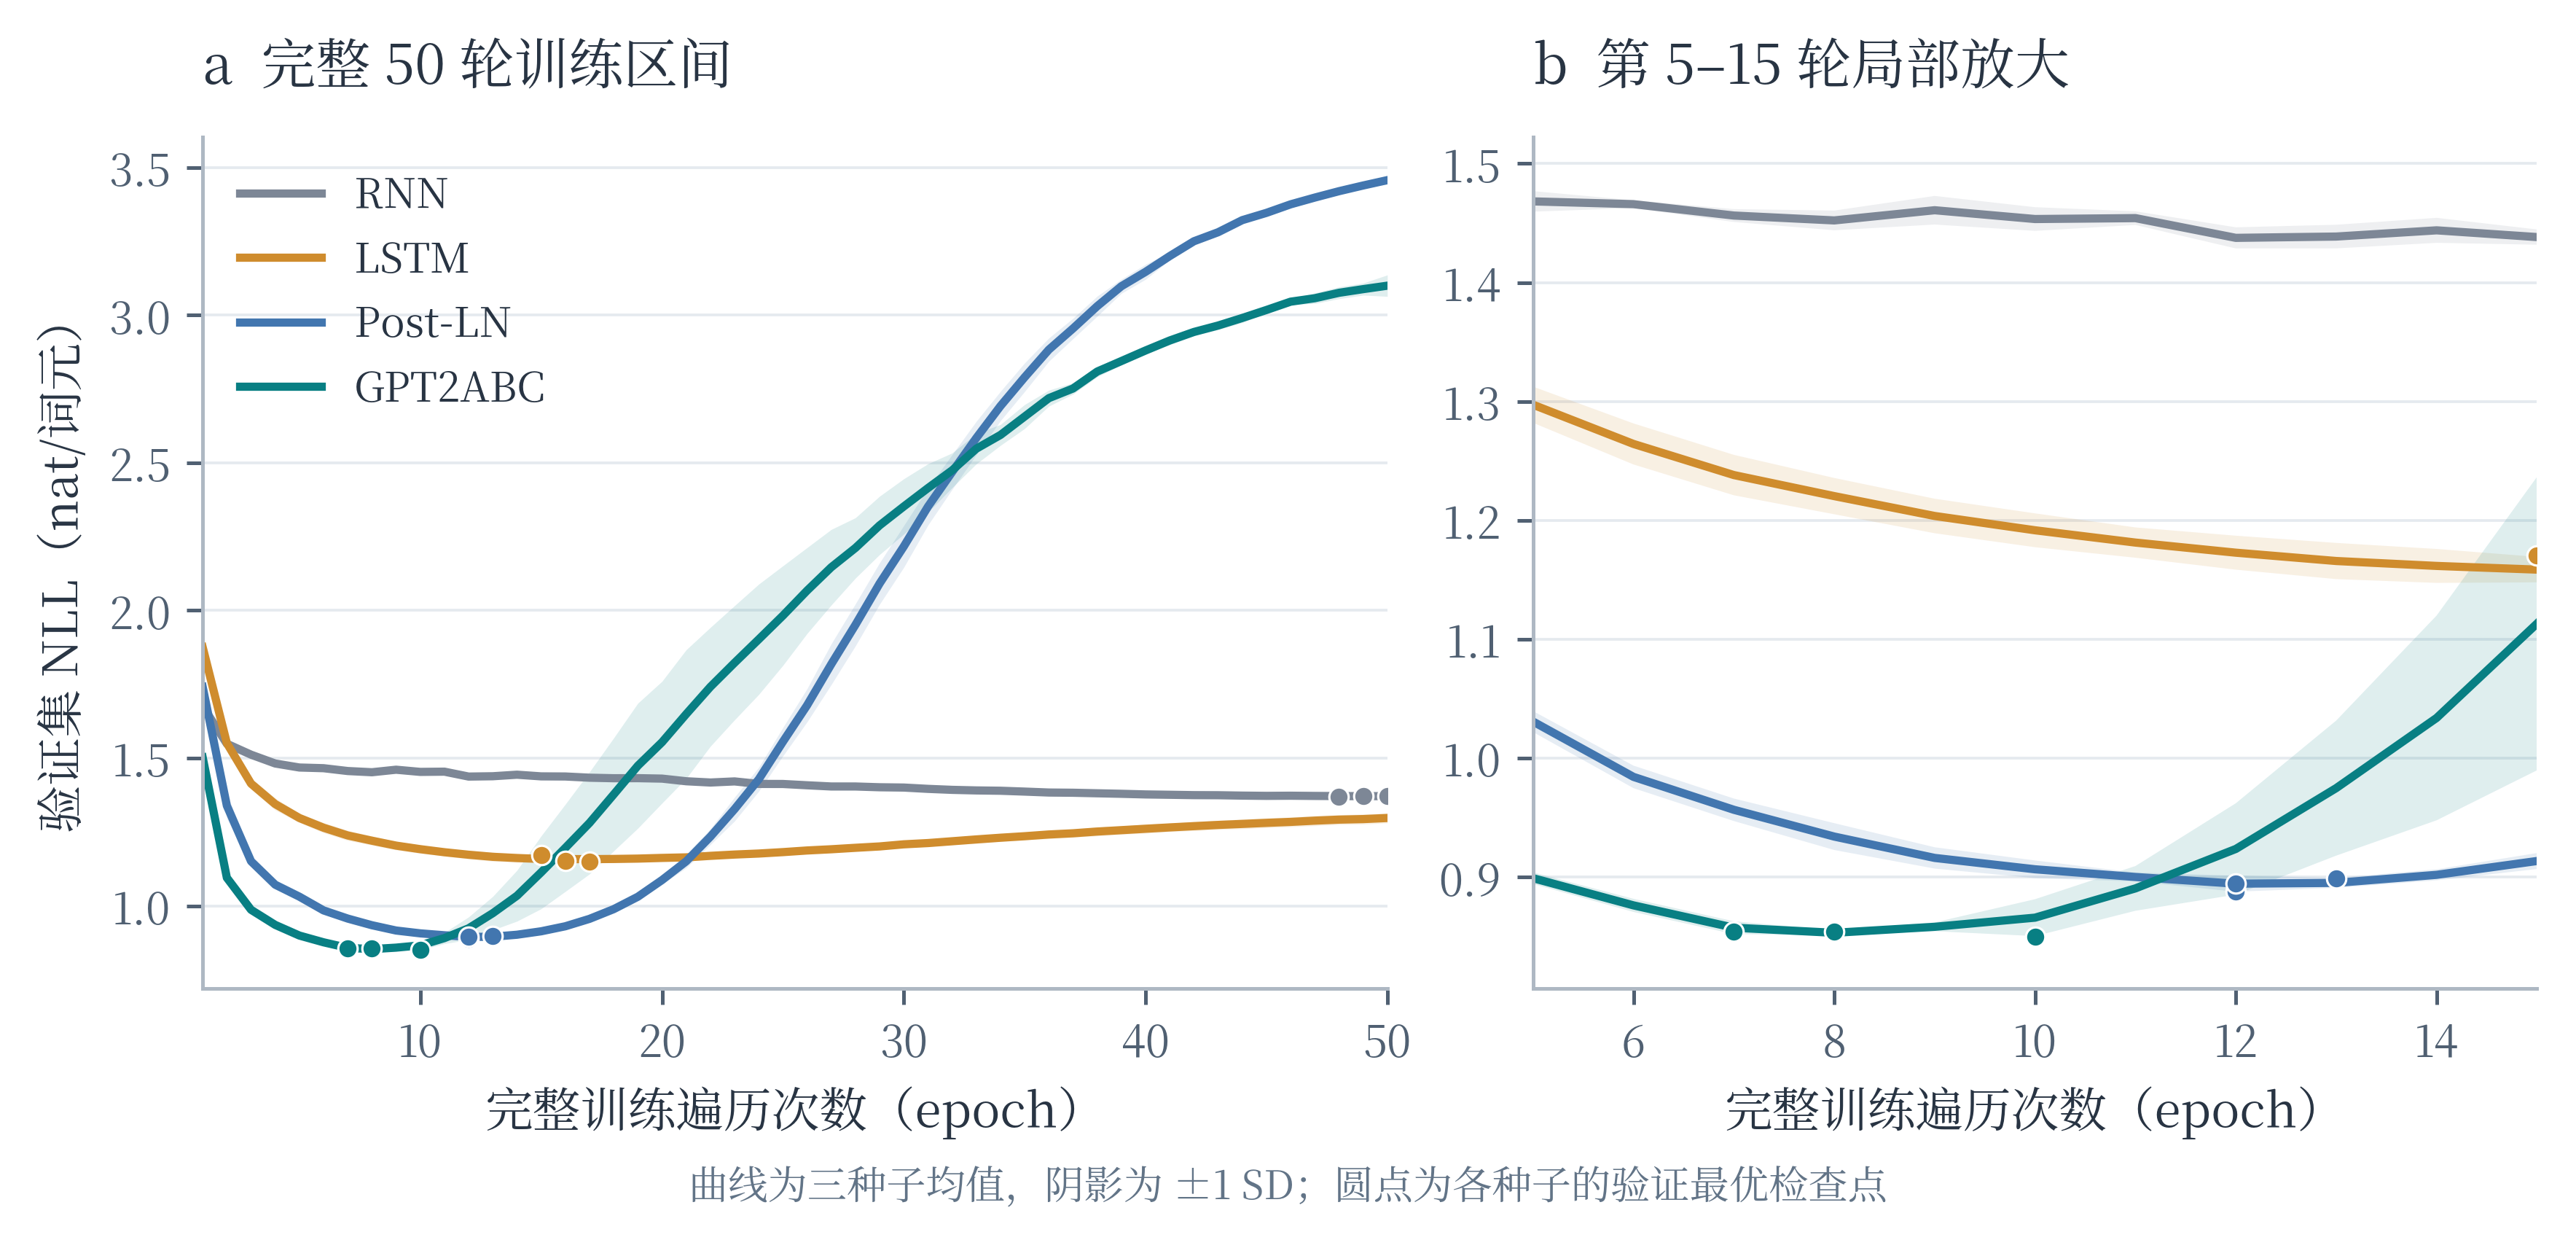 a 完整 50 轮训练区间
3.5
3.0
2.5
2.0
1.5
1.0
验证集 NLL（nat/词元）
RNN
LSTM
Post-LN
GPT2ABC
10 20 30 40 50
完整训练遍历次数（epoch）
b 第 5–15 轮局部放大
1.5
1.4
1.3
1.2
1.1
1.0
0.9
6 8 10 12 14
完整训练遍历次数（epoch）
曲线为三种子均值，阴影为 ±1 SD；圆点为各种子的验证最优检查点